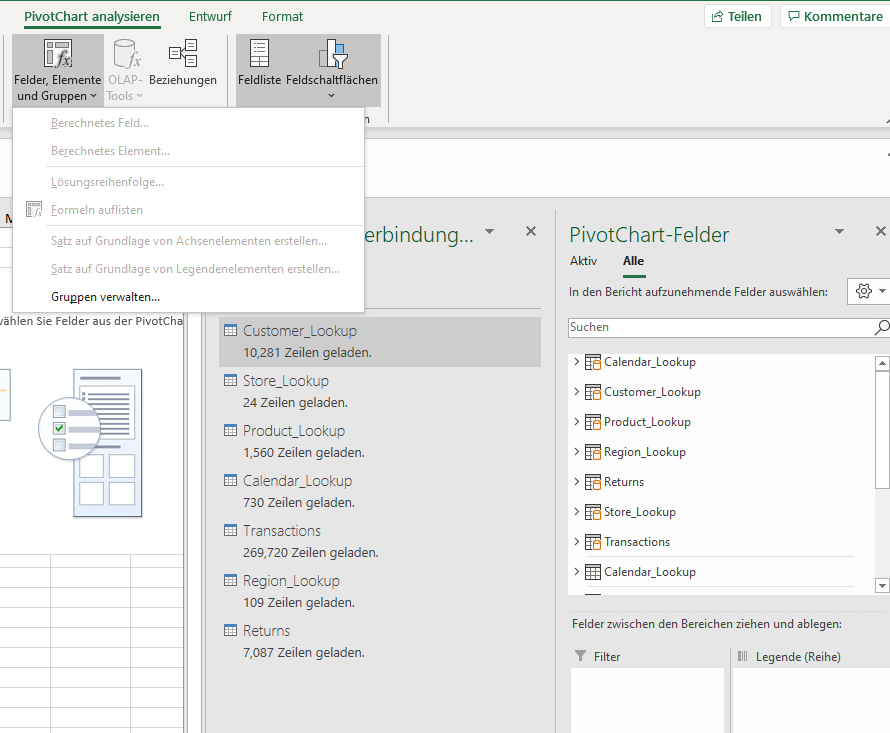 PivotChart analysieren Entwurf Format Teilen Kommentare
Felder, Elemente und Gruppen
OLAP-Tools
Beziehungen
Feldliste
Feldschaltflächen
Berechnetes Feld...
Berechnetes Element...
Lösungsreihenfolge...
Formeln auflisten
Satz auf Grundlage von Achsenelementen erstellen...
Satz auf Grundlage von Legendenelementen erstellen...
Gruppen verwalten...
ählen Sie Felder aus der PivotCha
erbindung...
Customer_Lookup
10,281 Zeilen geladen.
Store_Lookup
24 Zeilen geladen.
Product_Lookup
1,560 Zeilen geladen.
Calendar_Lookup
730 Zeilen geladen.
Transactions
269,720 Zeilen geladen.
Region_Lookup
109 Zeilen geladen.
Returns
7,087 Zeilen geladen.
PivotChart-Felder
Aktiv Alle
In den Bericht aufzunehmende Felder auswählen:
Suchen
Calendar_Lookup
Customer_Lookup
Product_Lookup
Region_Lookup
Returns
Store_Lookup
Transactions
Calendar_Lookup
Felder zwischen den Bereichen ziehen und ablegen:
Filter Legende (Reihe)